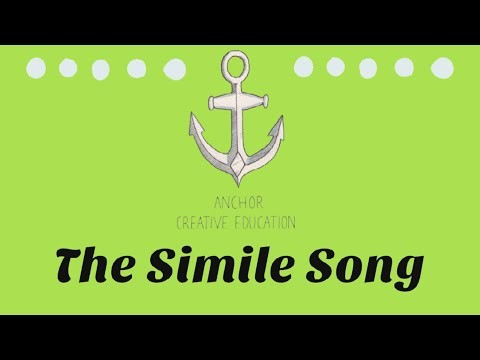 ANCHOR
CREATIVE EDUCATION
The Simile Song